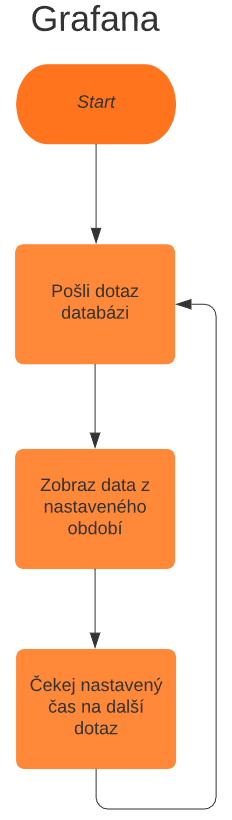 Grafana
Start
Pošli dotaz
databázi
Zobraz data z
nastaveného
období
Čekej nastavený
čas na další
dotaz